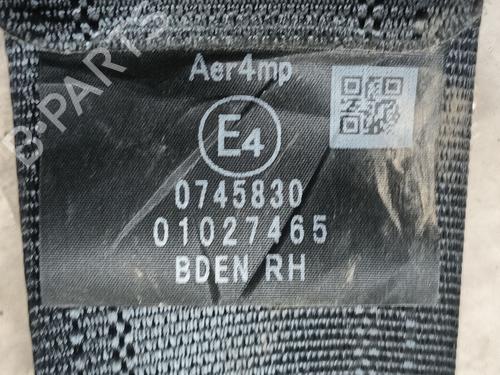 Aer4mp
E4
0745830
01027465
BDEN RH
B-PARTS